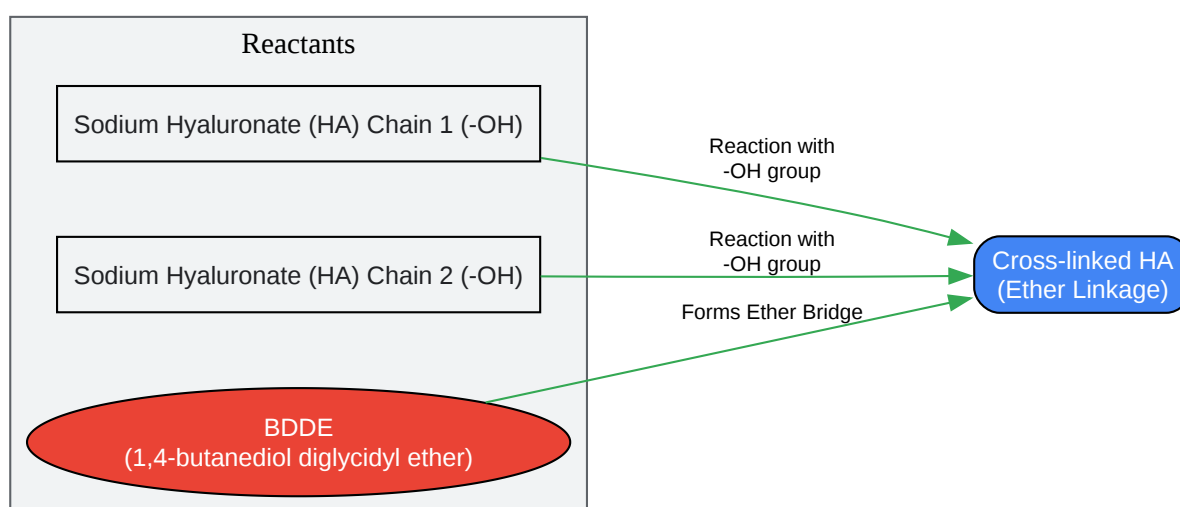 Reactants
Sodium Hyaluronate (HA) Chain 1 (-OH)
Reaction with
-OH group
Sodium Hyaluronate (HA) Chain 2 (-OH)
Reaction with
-OH group
Cross-linked HA
(Ether Linkage)
Forms Ether Bridge
BDDE
(1,4-butanediol diglycidyl ether)